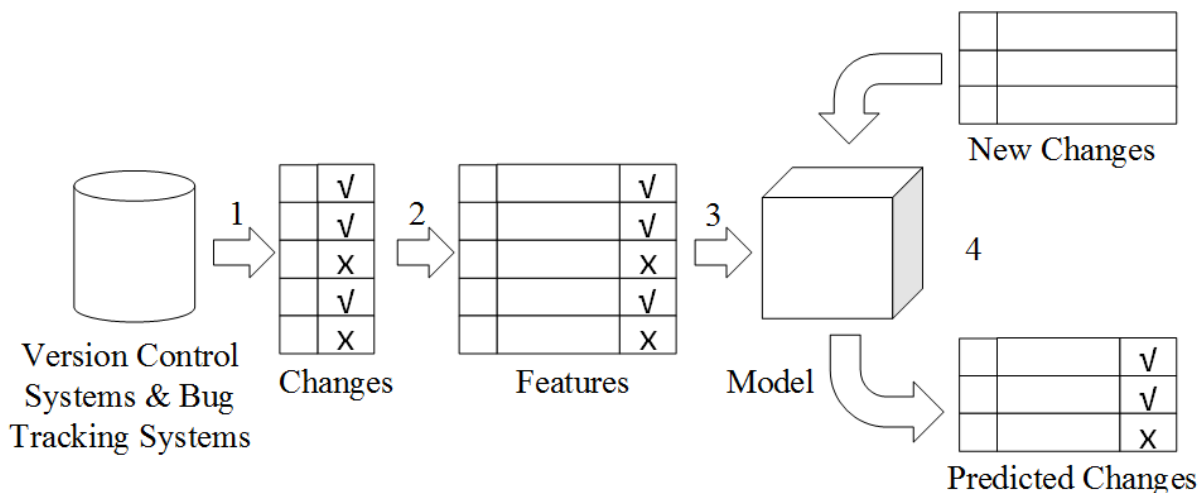 New Changes
1
2
3
4
√
√
X
√
X
√
√
X
√
X
Version Control
Systems & Bug
Tracking Systems
Changes
Features
Model
√
√
X
Predicted Changes